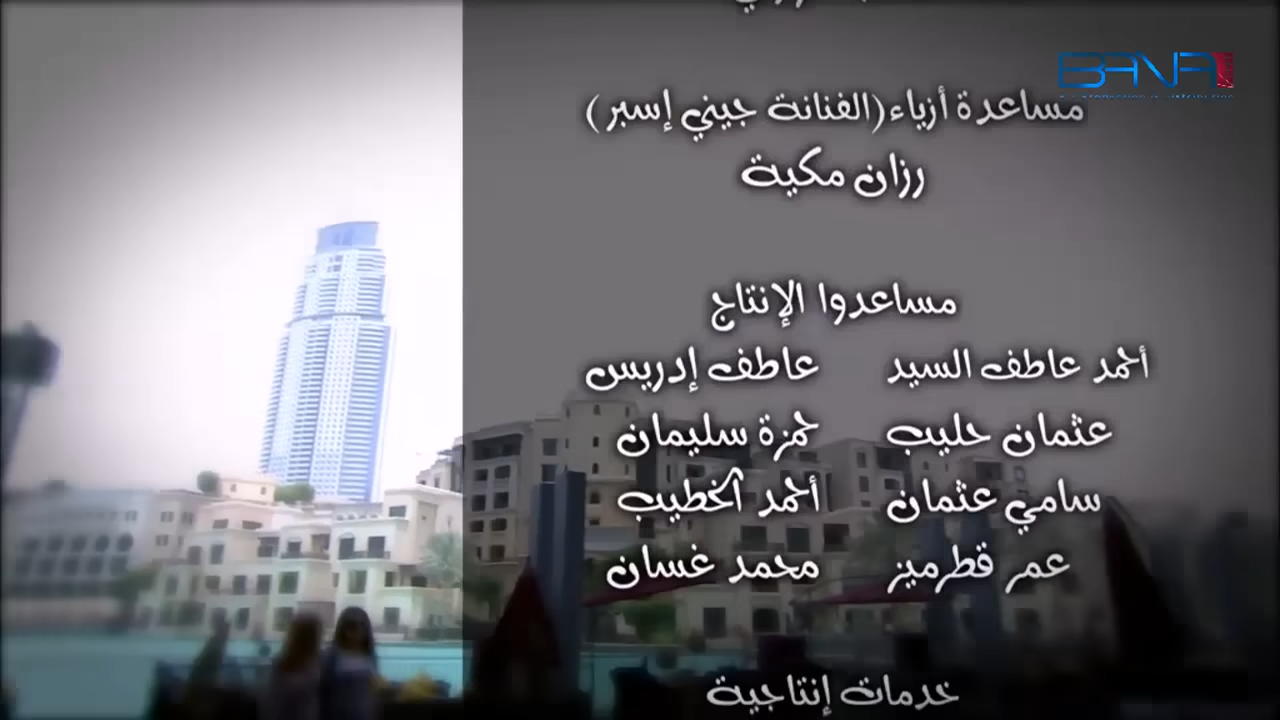 BANA
مساعدة أزياء(الفنانة جيني إسبر)
رزان مكية
مساعدوا الإنتاج
أحمد عاطف السيد عاطف إدريس
عثمان حليب حمزة سليمان
سامي عثمان أحمد الخطيب
عمر قطرميز محمد غسان
خدمات إنتاجية